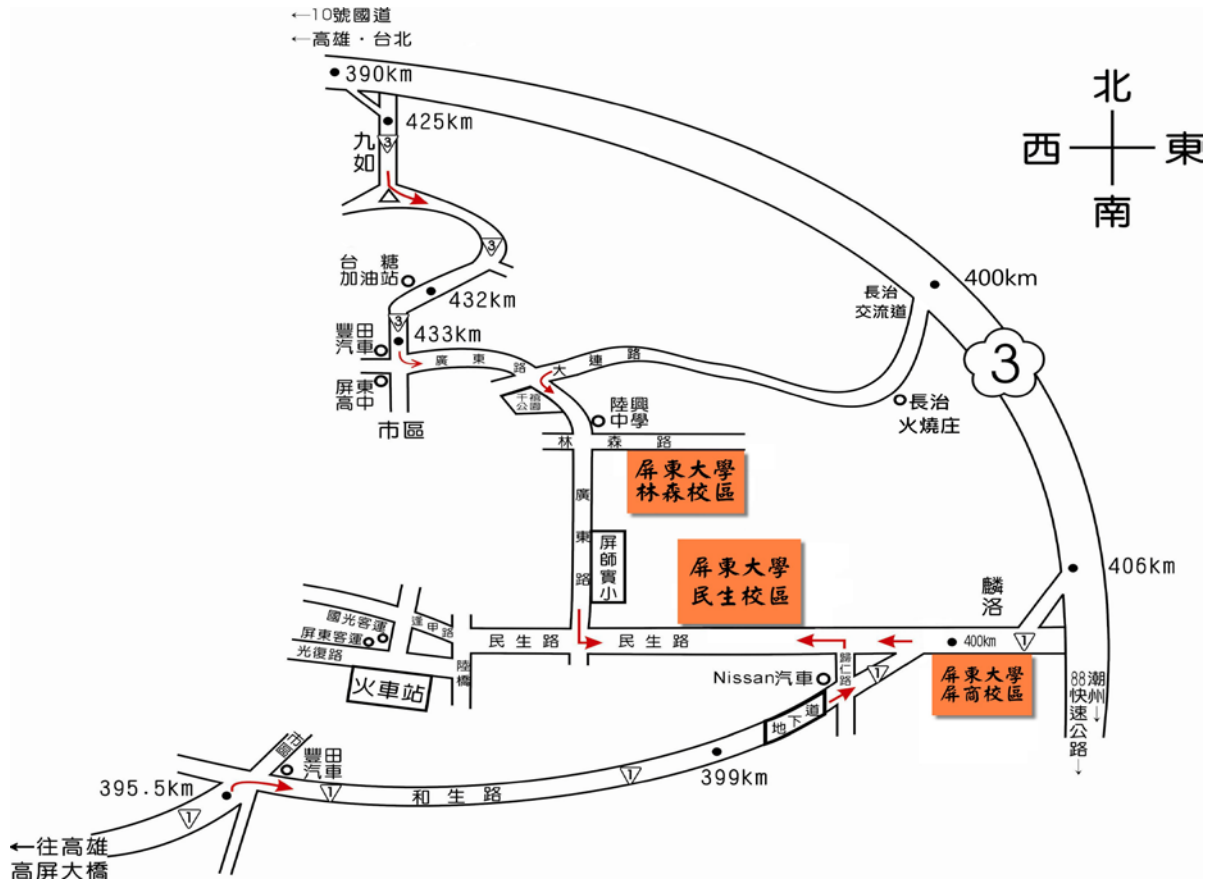 ←10號國道
←高雄・台北
390km
北
西
東
南
425km
3
九如
3
台糖
加油站
432km
400km
長治
交流道
3
433km
豐田
汽車
廣東路
大連路
3
屏東
高中
千禧
公園
陸興
中學
長治
火燒庄
市區
林森路
屏東大學
林森校區
廣東路
屏師實小
屏東大學
民生校區
406km
麟洛
國光客運
逢甲路
屏東客運
民生路
民生路
400km
1
光復路
陸橋
歸仁路
火車站
Nissan汽車
1
屏東大學
屏商校區
潮州↓
88快速公路↓
地下道
市區
豐田
汽車
399km
1
395.5km
1
和生路
1
←往高雄
高屏大橋